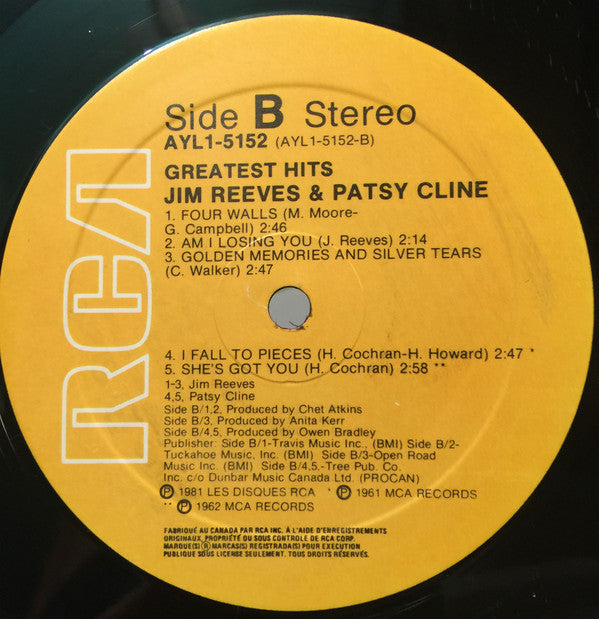 RCA
Side B Stereo
AYL1-5152 (AYL1-5152-B)
GREATEST HITS
JIM REEVES & PATSY CLINE
1. FOUR WALLS (M. Moore-
G. Campbell) 2:46
2. AM I LOSING YOU (J. Reeves) 2:14
3. GOLDEN MEMORIES AND SILVER TEARS
(C. Walker) 2:47
4. I FALL TO PIECES (H. Cochran-H. Howard) 2:47 *
5. SHE'S GOT YOU (H. Cochran) 2:58 **
1-3, Jim Reeves
4,5, Patsy Cline
Side B/1,2, Produced by Chet Atkins
Side B/3, Produced by Anita Kerr
Side B/4,5, Produced by Owen Bradley
Publisher: Side B/1-Travis Music Inc., (BMI) Side B/2-
Tuckahoe Music, Inc. (BMI) Side B/3-Open Road
Music Inc. (BMI) Side B/4,5,-Tree Pub. Co.
Inc. c/o Dunbar Music Canada Ltd. (PROCAN)
℗ 1981 LES DISQUES RCA * ℗ 1961 MCA RECORDS
** ℗ 1962 MCA RECORDS
FABRIQUÉ AU CANADA PAR RCA INC. À L'AIDE D'ENREGISTREMENTS
ORIGINAUX, PROPRIÉTÉ OU SOUS CONTROLE DE RCA CORP.
MARQUE(S) ® MARCAS(S) REGISTRADA(S) POUR EXECUTION
PUBLIQUE SOUS LICENSE SEULEMENT. TOUS DROITS RÉSERVÉS.